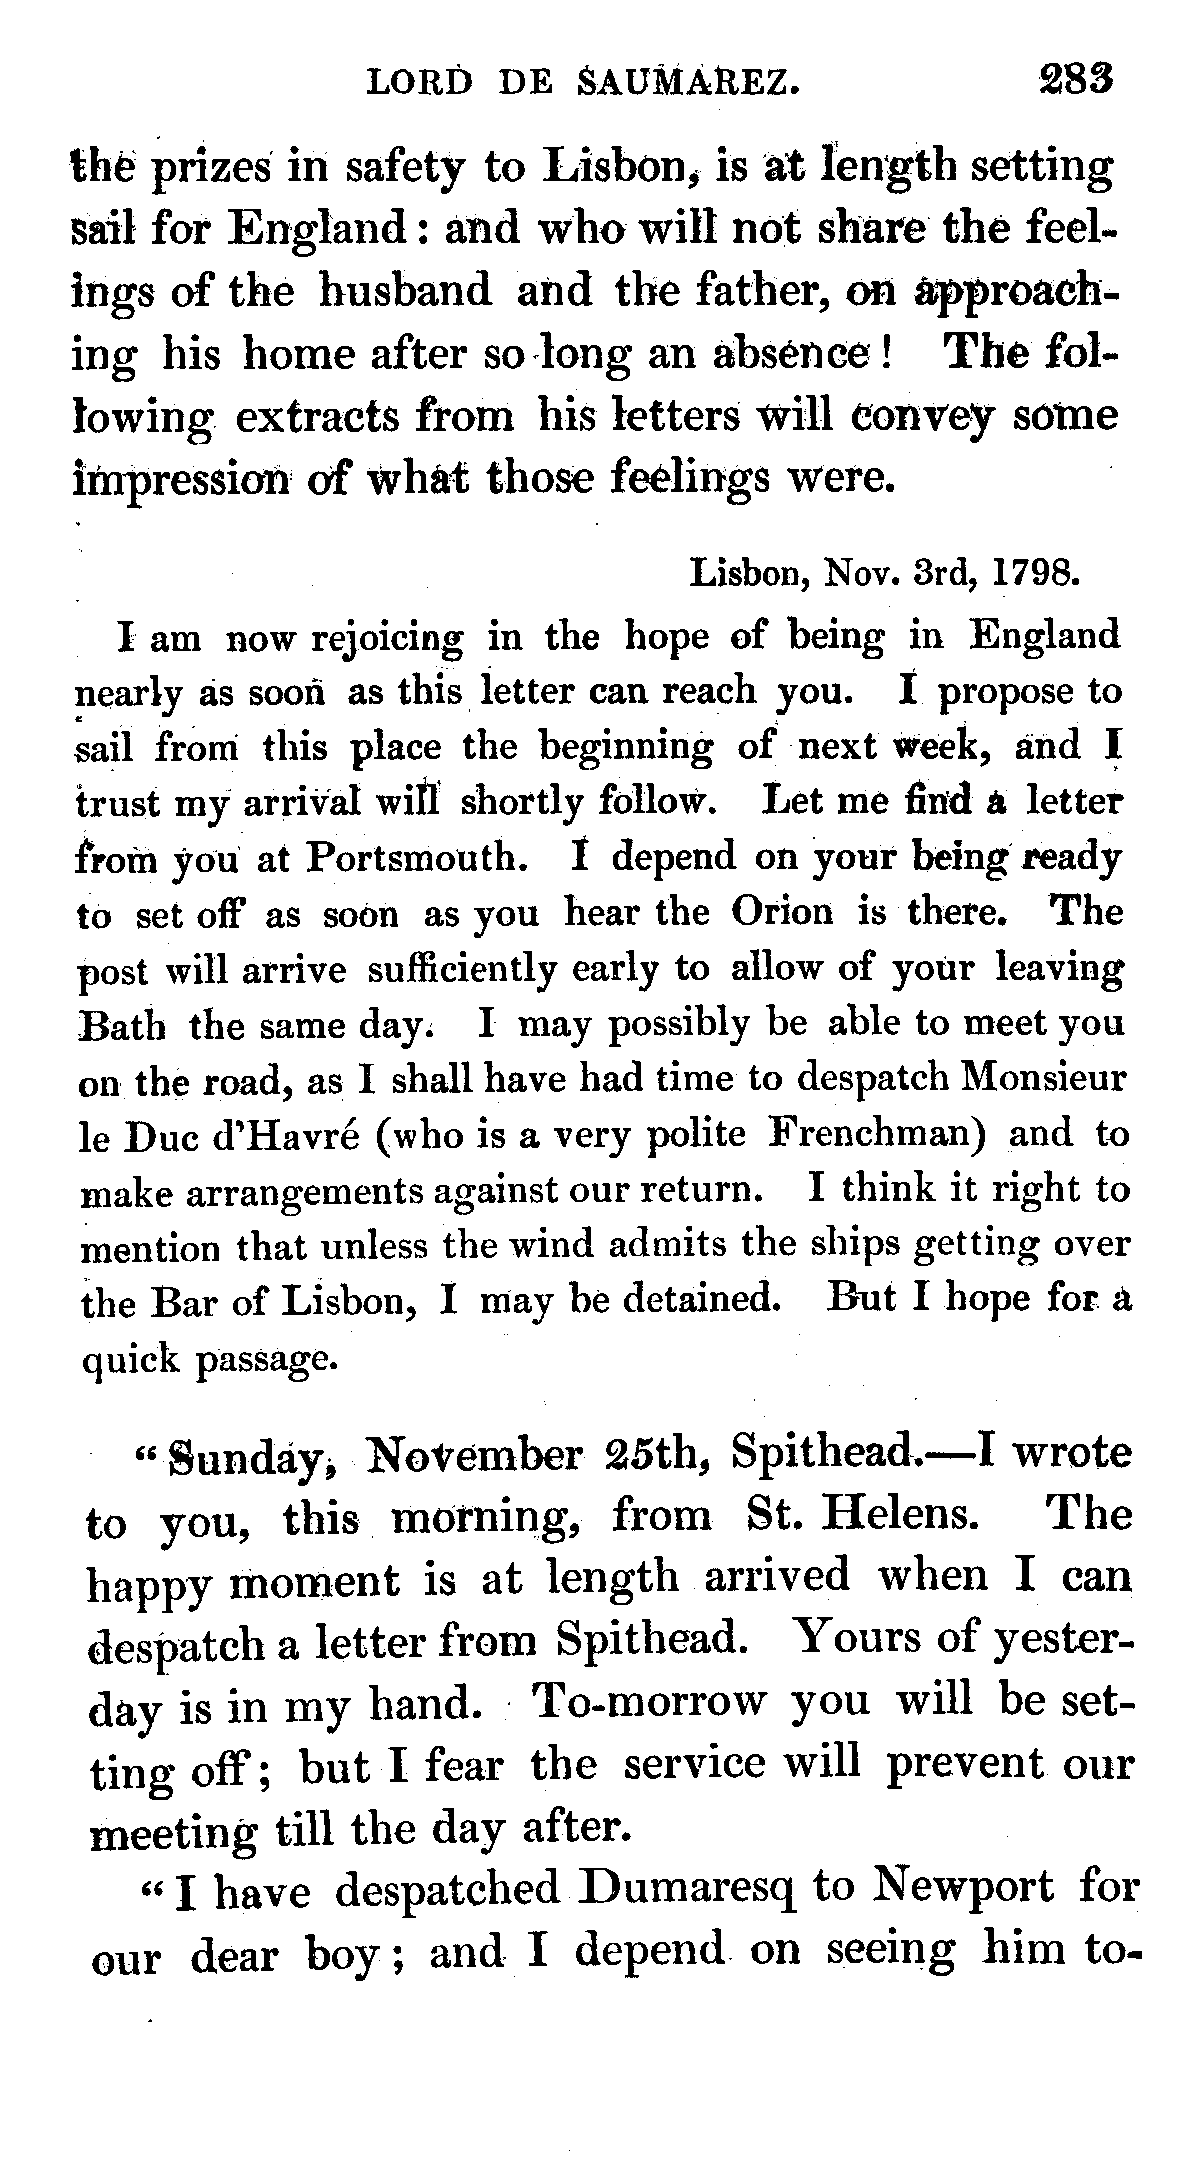 LORD DE SAUMAREZ. 283
the prizes in safety to Lisbon, is at length setting
sail for England : and who will not share the feel-
ings of the husband and the father, on approach-
ing his home after so long an absence ! The fol-
lowing extracts from his letters will convey some
impression of what those feelings were.
Lisbon, Nov. 3rd, 1798.
I am now rejoicing in the hope of being in England
nearly as soon as this letter can reach you. I propose to
sail from this place the beginning of next week, and I
trust my arrival will shortly follow. Let me find a letter
from you at Portsmouth. I depend on your being ready
to set off as soon as you hear the Orion is there. The
post will arrive sufficiently early to allow of your leaving
Bath the same day. I may possibly be able to meet you
on the road, as I shall have had time to despatch Monsieur
le Duc d'Havré (who is a very polite Frenchman) and to
make arrangements against our return. I think it right to
mention that unless the wind admits the ships getting over
the Bar of Lisbon, I may be detained. But I hope for a
quick passage.
“ Sunday, November 25th, Spithead.—I wrote
to you, this morning, from St. Helens. The
happy moment is at length arrived when I can
despatch a letter from Spithead. Yours of yester-
day is in my hand. To-morrow you will be set-
ting off ; but I fear the service will prevent our
meeting till the day after.
“ I have despatched Dumaresq to Newport for
our dear boy ; and I depend on seeing him to-